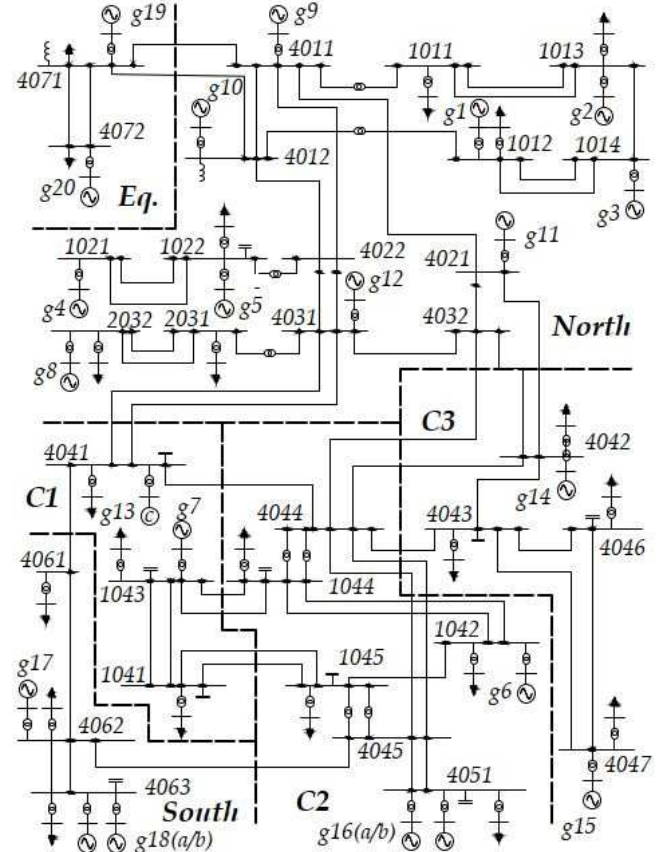 g19
g9
4011
1011
1013
4071
g10
g1
g2
4072
4012
1012
1014
g20
Eq.
g3
g11
1021
1022
4022
4021
g12
g4
g5
2032
2031
4031
4032
North
g8
C3
4041
4042
C1
g13
C
g7
g14
4044
4043
4046
4061
1043
1044
g17
1042
1041
1045
g6
4062
4045
4047
4063
4051
South
C2
g15
g18(a/b)
g16(a/b)